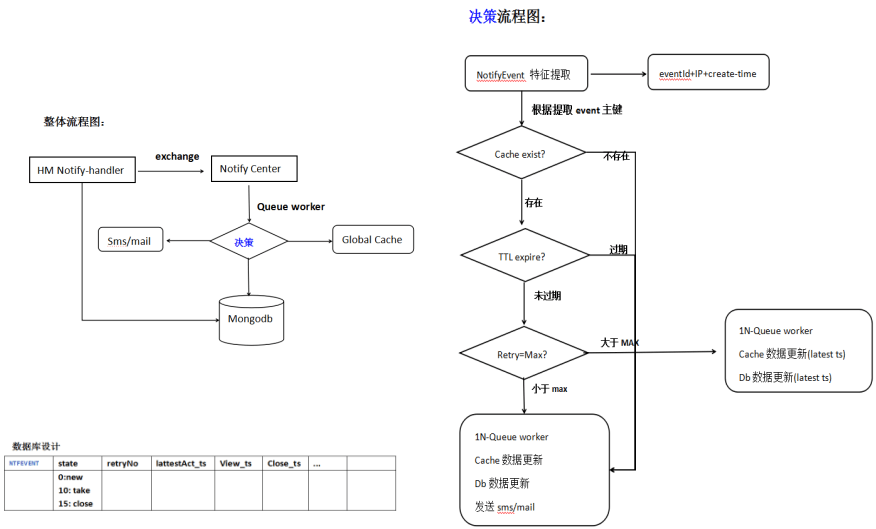 决策流程图：
NotifyEvent 特征提取
eventId+IP+create-time
根据提取 event 主键
Cache exist?
不存在
存在
TTL expire?
过期
未过期
Retry=Max?
大于 MAX
小于 max
1N-Queue worker
Cache 数据更新(latest ts)
Db 数据更新(latest ts)
1N-Queue worker
Cache 数据更新
Db 数据更新
发送 sms/mail
整体流程图：
HM Notify-handler
exchange
Notify Center
Queue worker
Sms/mail
决策
Global Cache
Mongodb
数据库设计
NTFEVENT state retryNo lattestAct_ts View_ts Close_ts ...
0:new
10: take
15: close